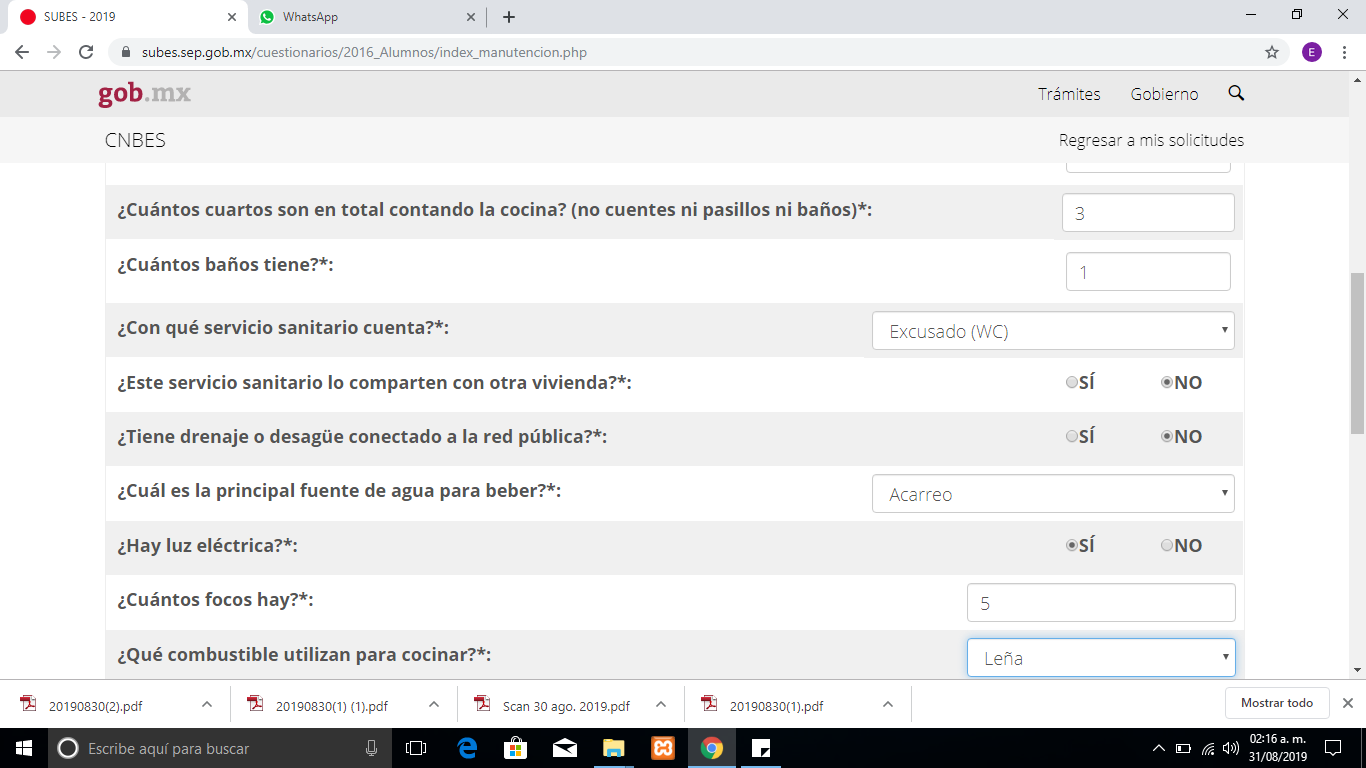 SUBES - 2019
WhatsApp
subes.sep.gob.mx/cuestionarios/2016_Alumnos/index_manutencion.php
E
gob.mx
Trámites
Gobierno
CNBES
Regresar a mis solicitudes
¿Cuántos cuartos son en total contando la cocina? (no cuentes ni pasillos ni baños)*:
3
¿Cuántos baños tiene?*:
1
¿Con qué servicio sanitario cuenta?*:
Excusado (WC)
¿Este servicio sanitario lo comparten con otra vivienda?*:
SÍ
NO
¿Tiene drenaje o desagüe conectado a la red pública?*:
SÍ
NO
¿Cuál es la principal fuente de agua para beber?*:
Acarreo
¿Hay luz eléctrica?*:
SÍ
NO
¿Cuántos focos hay?*:
5
¿Qué combustible utilizan para cocinar?*:
Leña
20190830(2).pdf
20190830(1) (1).pdf
Scan 30 ago. 2019.pdf
20190830(1).pdf
Mostrar todo
Escribe aquí para buscar
02:16 a. m.
31/08/2019